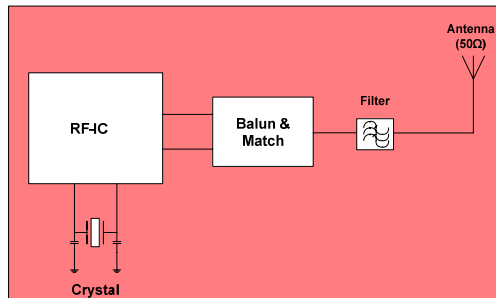 Antenna
(50Ω)
Filter
RF-IC
Balun &
Match
Crystal